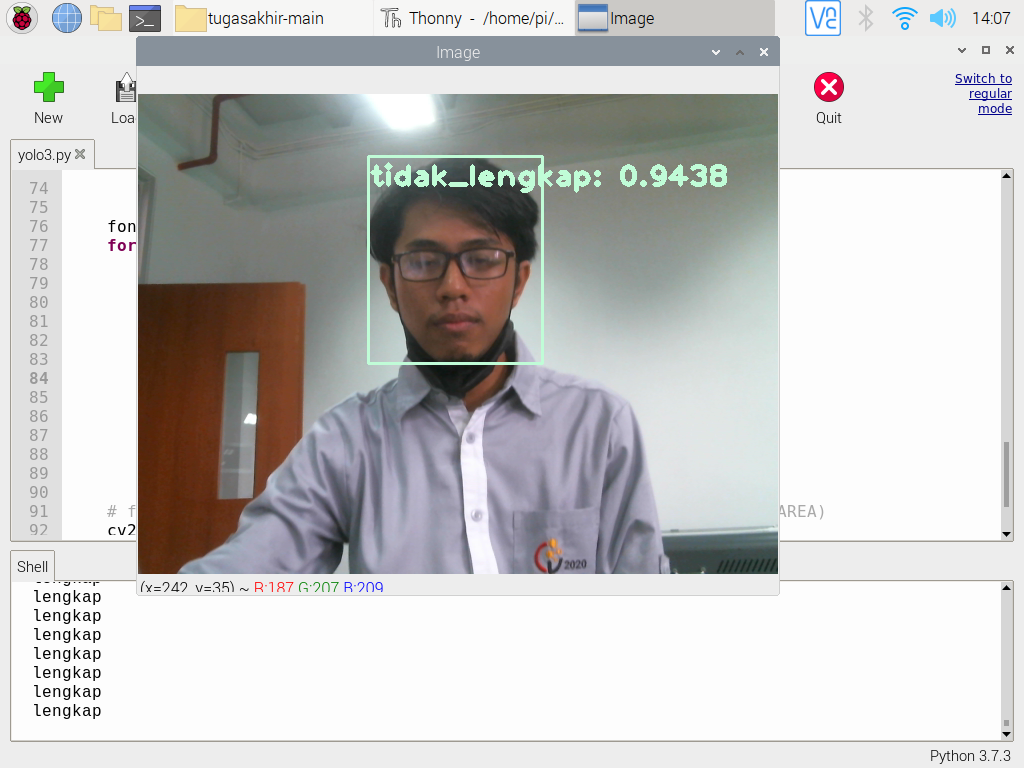 tugasakhir-main
Thonny - /home/pi/...
Image
14:07
Image
New
Quit
Switch to
regular
mode
yolo3.py
tidak_lengkap: 0.9438
74
75
76 fon
77 for
78
79
80
81
82
83
84
85
86
87
88
89
90
91 # f AREA)
92 cv2
2020
(x=242, y=35) ~ R:187 G:207 B:209
Shell
lengkap
lengkap
lengkap
lengkap
lengkap
lengkap
lengkap
lengkap
Python 3.7.3